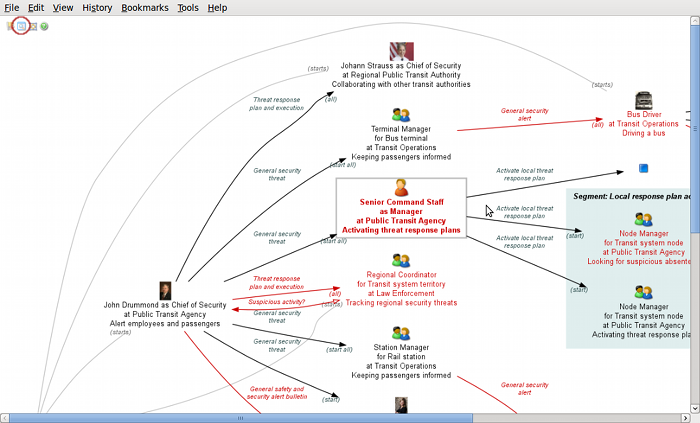 File Edit View History Bookmarks Tools Help
(starts)
Johann Strauss as Chief of Security
at Regional Public Transit Authority
Collaborating with other transit authorities
(starts)
Threat response
plan and execution
(all)
General security
alert
(all)
Bus Driver
at Transit Operations
Driving a bus
Terminal Manager
for Bus terminal
at Transit Operations
Keeping passengers informed
General security
threat
(start all)
Activate local threat
response plan
Senior Command Staff
as Manager
at Public Transit Agency
Activating threat response plans
Segment: Local response plan ac
Activate local threat
response plan
(start)
Node Manager
for Transit system node
at Public Transit Agency
Looking for suspicious absente
General security
threat
(start all)
Activate local threat
response plan
(start)
Regional Coordinator
for Transit system territory
at Law Enforcement
Tracking regional security threats
Threat response
plan and execution
(all)
Suspicious activity?
(starts)
John Drummond as Chief of Security
at Public Transit Agency
Alert employees and passengers
(starts)
General security
threat
Node Manager
for Transit system node
at Public Transit Agency
Activating threat response pla
General security
threat
(start all)
Station Manager
for Rail station
at Transit Operations
Keeping passengers informed
General safety and
security alert bulletin
(start)
General security
alert